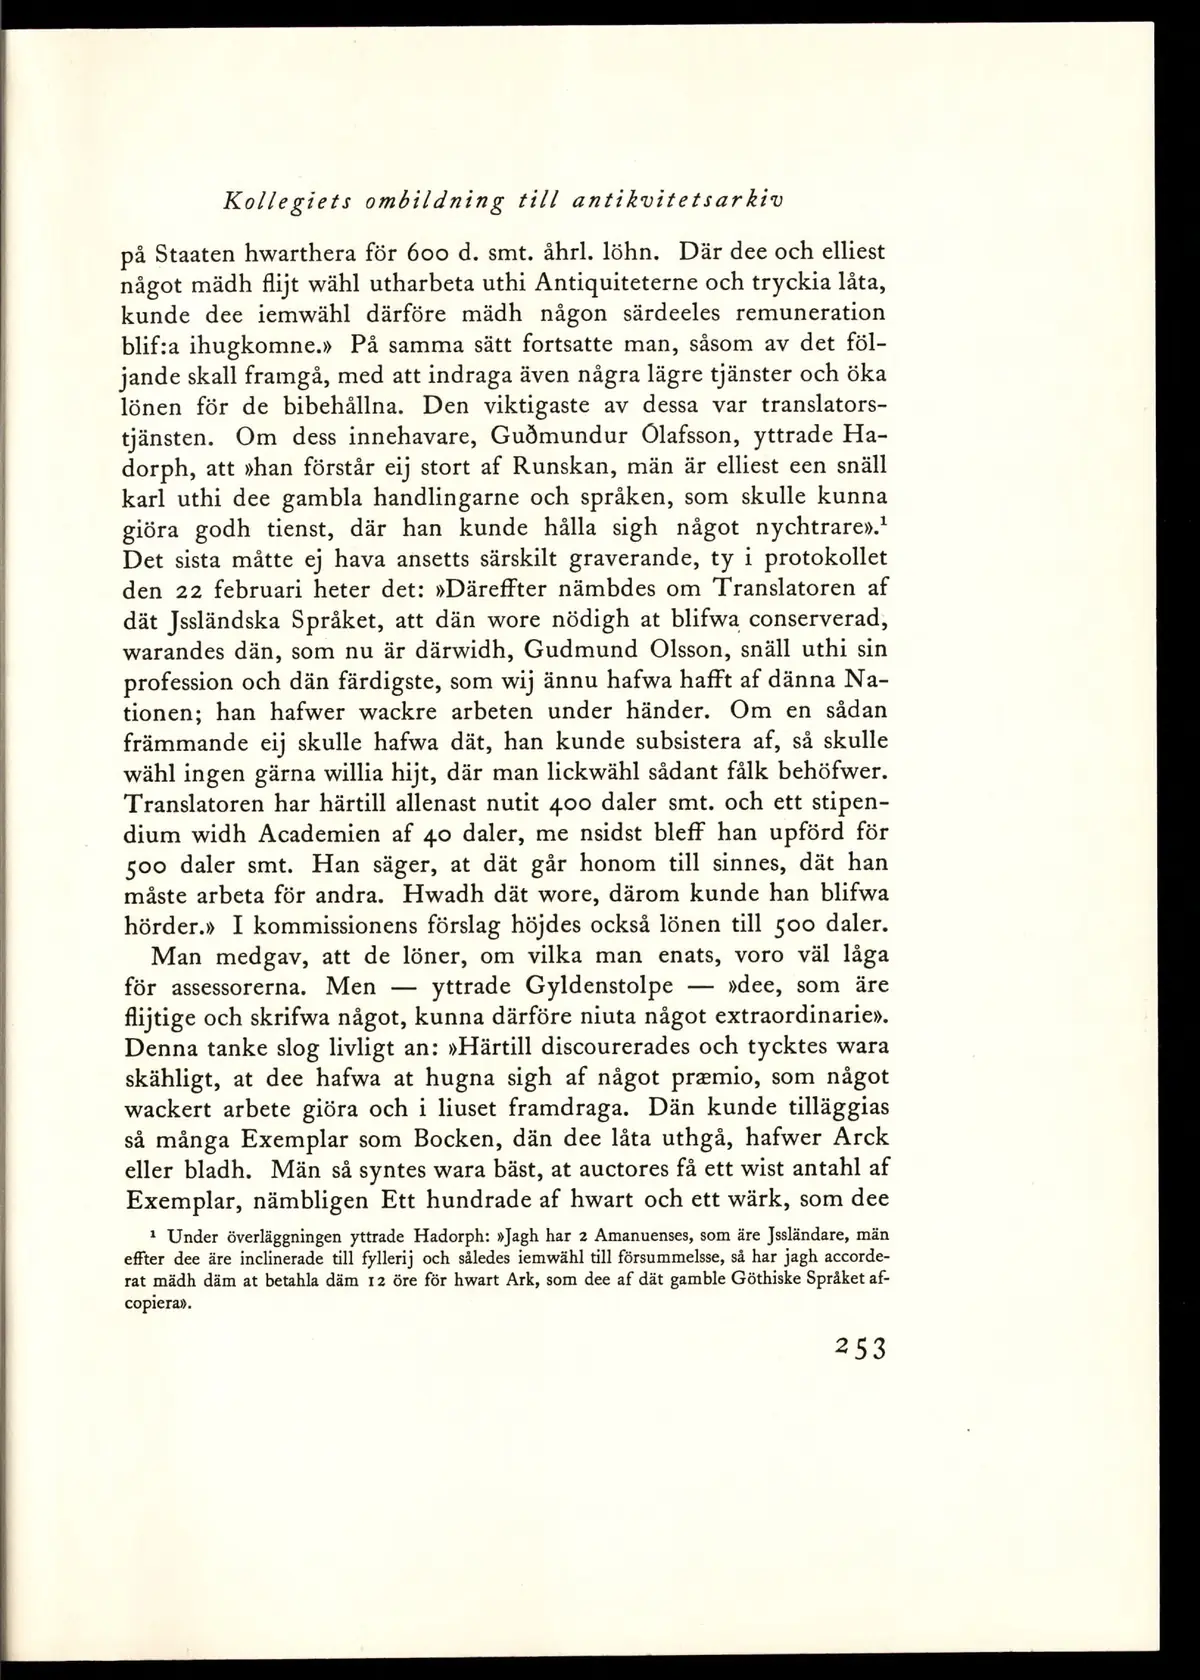 Kollegiets ombildning till antikvitetsarkiv
på Staaten hwarthera för 600 d. smt. åhrl. löhn. Där dee och elliest
något mädh flijt wähl utharbeta uthi Antiquiteterne och tryckia låta,
kunde dee iemwähl därföre mädh någon särdeeles remuneration
blif:a ihugkomne.» På samma sätt fortsatte man, såsom av det föl-
jande skall framgå, med att indraga även några lägre tjänster och öka
lönen för de bibehållna. Den viktigaste av dessa var translators-
tjänsten. Om dess innehavare, Guðmundur Ólafsson, yttrade Ha-
dorph, att »han förstår eij stort af Runskan, män är elliest een snäll
karl uthi dee gambla handlingarne och språken, som skulle kunna
giöra godh tienst, där han kunde hålla sigh något nychtrare».¹
Det sista måtte ej hava ansetts särskilt graverande, ty i protokollet
den 22 februari heter det: »Däreffter nämbdes om Translatoren af
dät Jssländska Språket, att dän wore nödigh at blifwa conserverad,
warandes dän, som nu är därwidh, Gudmund Olsson, snäll uthi sin
profession och dän färdigste, som wij ännu hafwa hafft af dänna Na-
tionen; han hafwer wackre arbeten under händer. Om en sådan
främmande eij skulle hafwa dät, han kunde subsistera af, så skulle
wähl ingen gärna willia hijt, där man lickwähl sådant fålk behöfwer.
Translatoren har härtill allenast nutit 400 daler smt. och ett stipen-
dium widh Academien af 40 daler, me nsidst bleff han upförd för
500 daler smt. Han säger, at dät går honom till sinnes, dät han
måste arbeta för andra. Hwadh dät wore, därom kunde han blifwa
hörder.» I kommissionens förslag höjdes också lönen till 500 daler.
Man medgav, att de löner, om vilka man enats, voro väl låga
för assessorerna. Men — yttrade Gyldenstolpe — »dee, som äre
flijtige och skrifwa något, kunna därföre niuta något extraordinarie».
Denna tanke slog livligt an: »Härtill discourerades och tycktes wara
skähligt, at dee hafwa at hugna sigh af något præmio, som något
wackert arbete giöra och i liuset framdraga. Dän kunde tilläggias
så många Exemplar som Bocken, dän dee låta uthgå, hafwer Arck
eller bladh. Män så syntes wara bäst, at auctores få ett wist antahl af
Exemplar, nämbligen Ett hundrade af hwart och ett wärk, som dee
¹ Under överläggningen yttrade Hadorph: »Jagh har 2 Amanuenses, som äre Jssländare, män
effter dee äre inclinerade till fyllerij och således iemwähl till försummelsse, så har jagh accorde-
rat mädh däm at betahla däm 12 öre för hwart Ark, som dee af dät gamble Göthiske Språket af-
copiera».
253